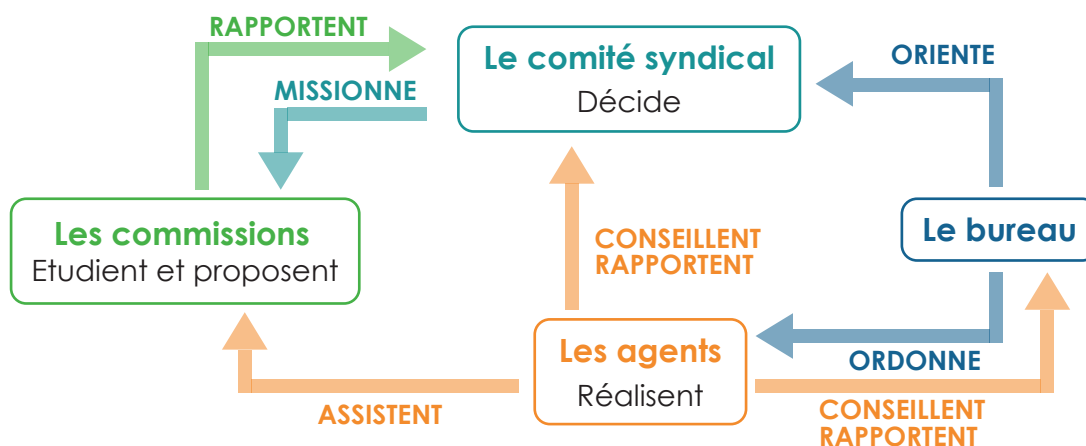 RAPPORTENT
Le comité syndical
Décide
ORIENTE
MISSIONNE
Les commissions
Etudient et proposent
CONSEILLENT
RAPPORTENT
Le bureau
Les agents
Réalisent
ORDONNE
ASSISTENT
CONSEILLENT
RAPPORTENT